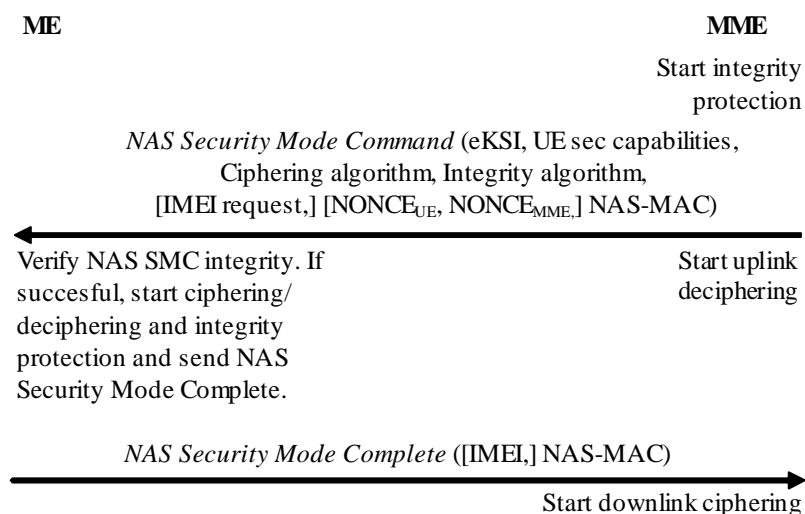 ME
MME
Start integrity
protection
NAS Security Mode Command (eKSI, UE sec capabilities,
Ciphering algorithm, Integrity algorithm,
[IMEI request,] [NONCEUE, NONCEMME,] NAS-MAC)
Verify NAS SMC integrity. If
succesful, start ciphering/
deciphering and integrity
protection and send NAS
Security Mode Complete.
Start uplink
deciphering
NAS Security Mode Complete ([IMEI,] NAS-MAC)
Start downlink ciphering